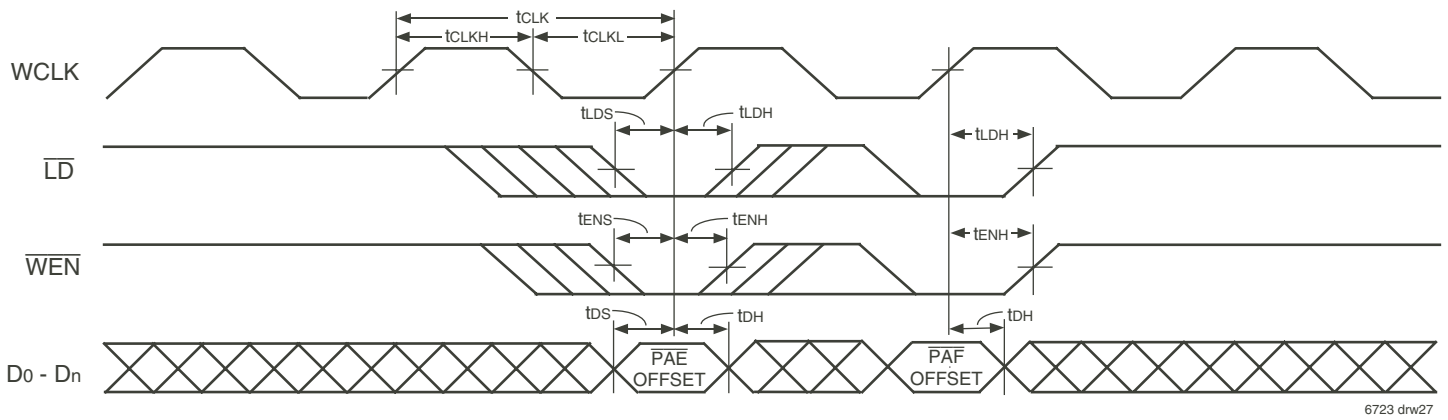 tCLK
tCLKH tCLKL
WCLK
tLDS tLDH
tLDH
LD
tENS tENH
tENH
WEN
tDS tDH
tDH
D0 - Dn
PAE
OFFSET
PAF
OFFSET
6723 drw27